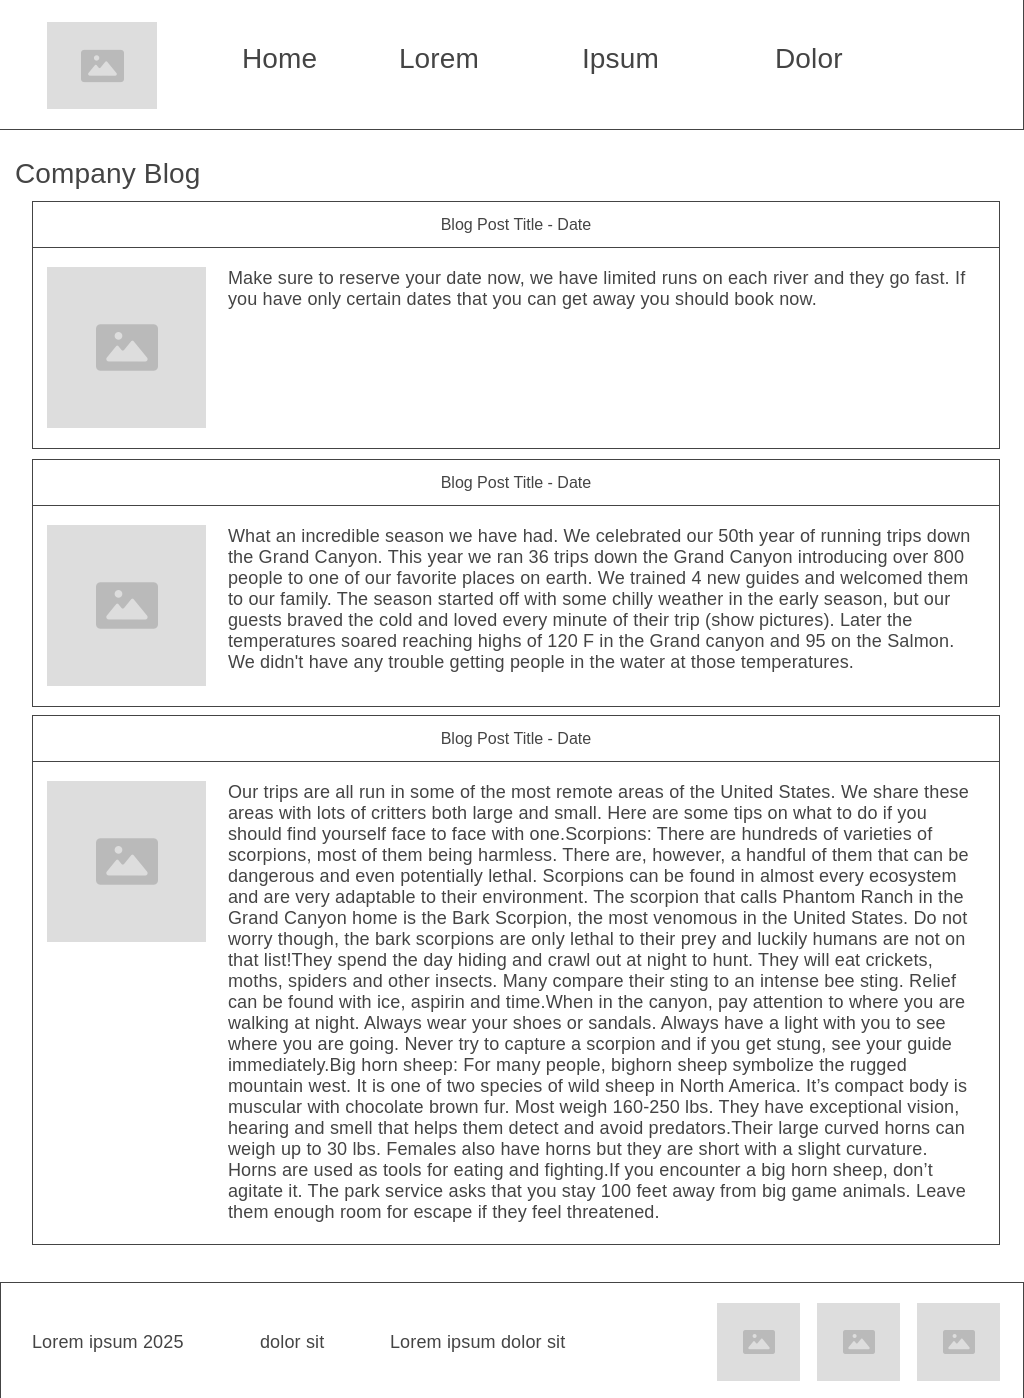 Home Lorem Ipsum Dolor
Company Blog
Blog Post Title - Date
Make sure to reserve your date now, we have limited runs on each river and they go fast. If
you have only certain dates that you can get away you should book now.
Blog Post Title - Date
What an incredible season we have had. We celebrated our 50th year of running trips down
the Grand Canyon. This year we ran 36 trips down the Grand Canyon introducing over 800
people to one of our favorite places on earth. We trained 4 new guides and welcomed them
to our family. The season started off with some chilly weather in the early season, but our
guests braved the cold and loved every minute of their trip (show pictures). Later the
temperatures soared reaching highs of 120 F in the Grand canyon and 95 on the Salmon.
We didn't have any trouble getting people in the water at those temperatures.
Blog Post Title - Date
Our trips are all run in some of the most remote areas of the United States. We share these
areas with lots of critters both large and small. Here are some tips on what to do if you
should find yourself face to face with one.Scorpions: There are hundreds of varieties of
scorpions, most of them being harmless. There are, however, a handful of them that can be
dangerous and even potentially lethal. Scorpions can be found in almost every ecosystem
and are very adaptable to their environment. The scorpion that calls Phantom Ranch in the
Grand Canyon home is the Bark Scorpion, the most venomous in the United States. Do not
worry though, the bark scorpions are only lethal to their prey and luckily humans are not on
that list!They spend the day hiding and crawl out at night to hunt. They will eat crickets,
moths, spiders and other insects. Many compare their sting to an intense bee sting. Relief
can be found with ice, aspirin and time.When in the canyon, pay attention to where you are
walking at night. Always wear your shoes or sandals. Always have a light with you to see
where you are going. Never try to capture a scorpion and if you get stung, see your guide
immediately.Big horn sheep: For many people, bighorn sheep symbolize the rugged
mountain west. It is one of two species of wild sheep in North America. It’s compact body is
muscular with chocolate brown fur. Most weigh 160-250 lbs. They have exceptional vision,
hearing and smell that helps them detect and avoid predators.Their large curved horns can
weigh up to 30 lbs. Females also have horns but they are short with a slight curvature.
Horns are used as tools for eating and fighting.If you encounter a big horn sheep, don’t
agitate it. The park service asks that you stay 100 feet away from big game animals. Leave
them enough room for escape if they feel threatened.
Lorem ipsum 2025 dolor sit Lorem ipsum dolor sit